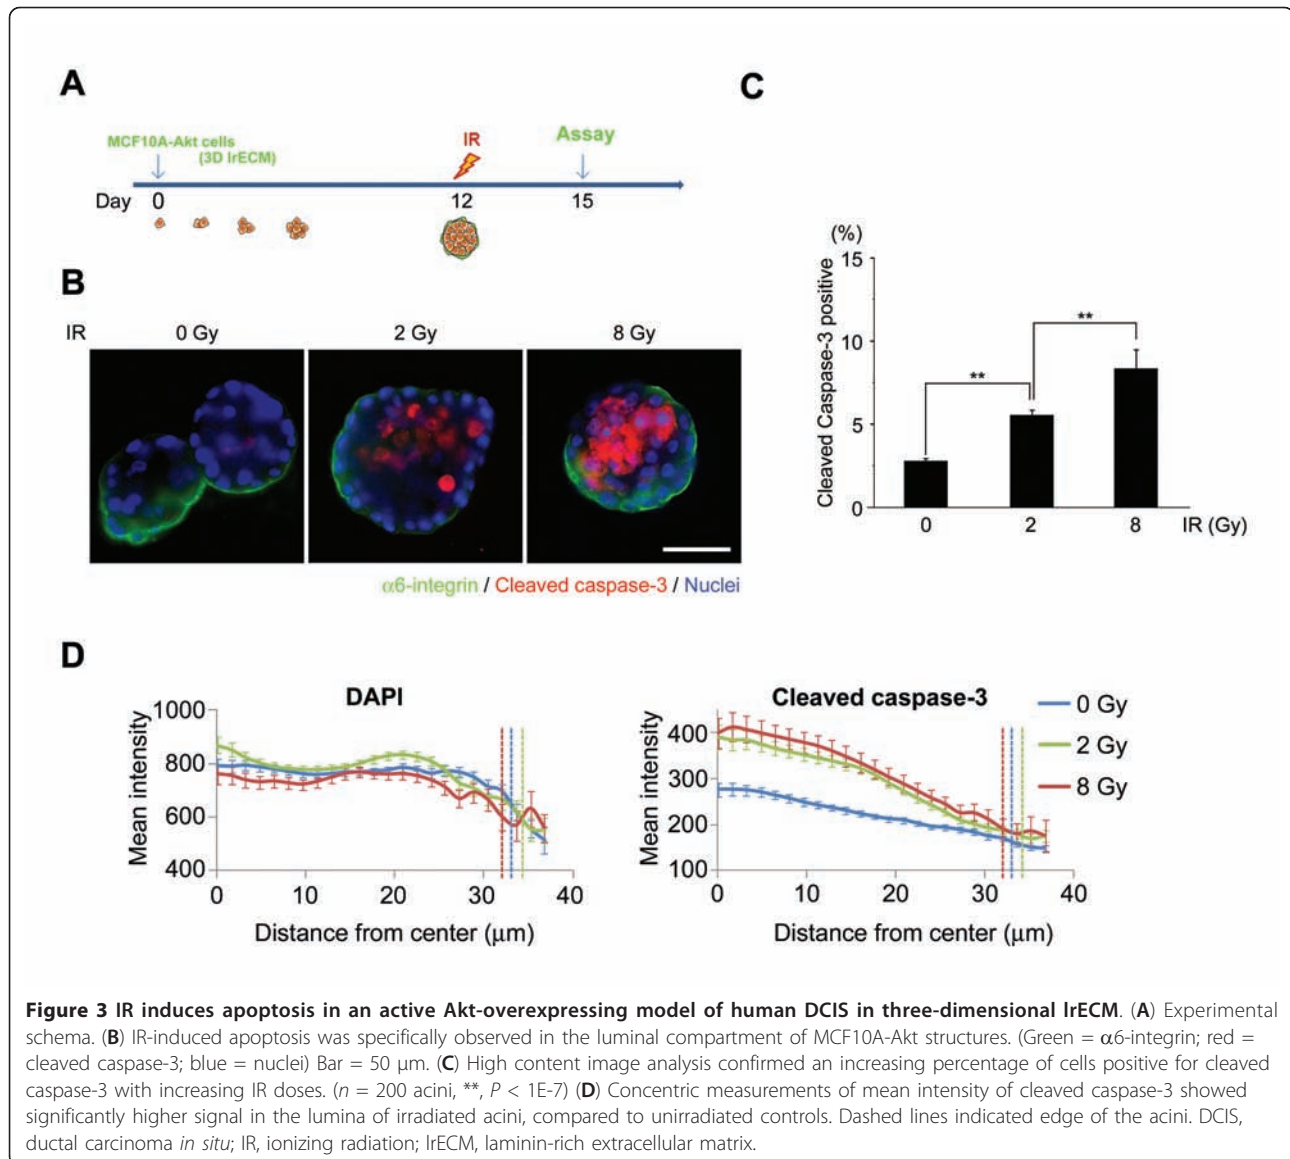 A
MCF10A-Akt cells
(3D lrECM)
IR
Assay
Day 0 12 15
B
IR 0 Gy 2 Gy 8 Gy
α6-integrin / Cleaved caspase-3 / Nuclei
C
(%)
Cleaved Caspase-3 positive
15
10
5
0
** **
0 2 8 IR (Gy)
D
DAPI
Mean intensity
1000
800
600
400
0 10 20 30 40
Distance from center (μm)
Cleaved caspase-3
Mean intensity
400
300
200
100
0 10 20 30 40
Distance from center (μm)
0 Gy
2 Gy
8 Gy
Figure 3 IR induces apoptosis in an active Akt-overexpressing model of human DCIS in three-dimensional lrECM. (A) Experimental
schema. (B) IR-induced apoptosis was specifically observed in the luminal compartment of MCF10A-Akt structures. (Green = α6-integrin; red =
cleaved caspase-3; blue = nuclei) Bar = 50 μm. (C) High content image analysis confirmed an increasing percentage of cells positive for cleaved
caspase-3 with increasing IR doses. (n = 200 acini, **, P < 1E-7) (D) Concentric measurements of mean intensity of cleaved caspase-3 showed
significantly higher signal in the lumina of irradiated acini, compared to unirradiated controls. Dashed lines indicated edge of the acini. DCIS,
ductal carcinoma in situ; IR, ionizing radiation; lrECM, laminin-rich extracellular matrix.